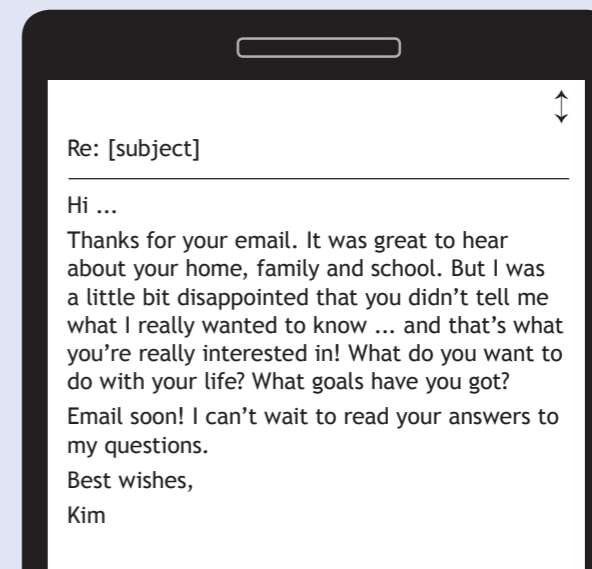 Re: [subject]
Hi ...
Thanks for your email. It was great to hear
about your home, family and school. But I was
a little bit disappointed that you didn’t tell me
what I really wanted to know ... and that’s what
you’re really interested in! What do you want to
do with your life? What goals have you got?
Email soon! I can’t wait to read your answers to
my questions.
Best wishes,
Kim